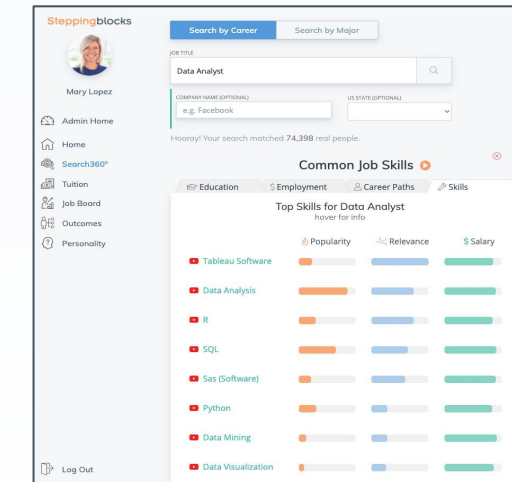 Steppingblocks
Mary Lopez
Admin Home
Home
Search360°
Tuition
Job Board
Outcomes
Personality
Log Out
Search by Career
Search by Major
JOB TITLE
Data Analyst
COMPANY NAME (OPTIONAL)
US STATE (OPTIONAL)
e.g. Facebook
Hooray! Your search matched 74,398 real people.
Common Job Skills
Education
$ Employment
Career Paths
Skills
Top Skills for Data Analyst
hover for info
Popularity
Relevance
$ Salary
Tableau Software
Data Analysis
R
SQL
Sas (Software)
Python
Data Mining
Data Visualization